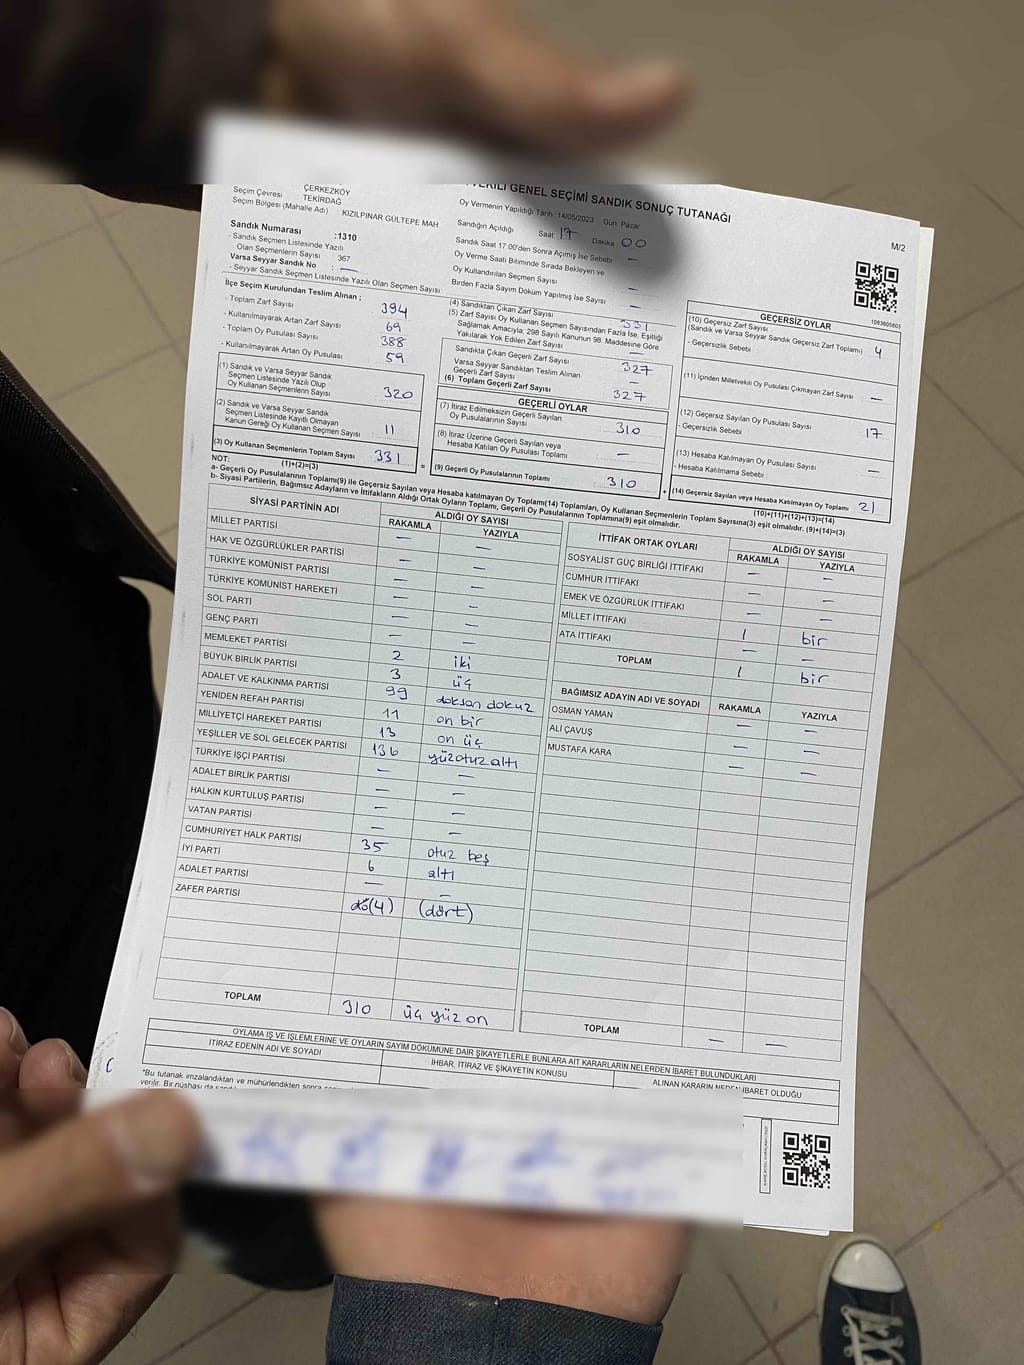 GENEL SEÇİMİ SANDIK SONUÇ TUTANAĞI
ÇERKEZKÖY
Seçim Çevresi : TEKİRDAĞ
Seçim Bölgesi (Mahalle Adı) : KIZILPINAR GÜLTEPE MAH
Oy Vermenin Yapıldığı Tarih :14/05/2023 Gün: Pazar
Sandığın Açıldığı Saat 17 Dakika 00
M/2
Sandık Numarası :1310
- Sandık Seçmen Listesinde Yazılı
Olan Seçmenlerin Sayısı : 367
Varsa Seyyar Sandık No : —
- Seyyar Sandık Seçmen Listesinde Yazılı Olan Seçmen Sayısı
Sandık Saat 17.00'den Sonra Açılmış İse Sebebi —
Oy Verme Saati Bitiminde Sırada Bekleyen ve
Oy Kullandırılan Seçmen Sayısı —
Birden Fazla Sayım Döküm Yapılmış İse Sayısı —
1083605803
İlçe Seçim Kurulundan Teslim Alınan ;
- Toplam Zarf Sayısı 394
- Kullanılmayarak Artan Zarf Sayısı 69
- Toplam Oy Pusulası Sayısı 388
- Kullanılmayarak Artan Oy Pusulası 59
(1) Sandık ve Varsa Seyyar Sandık
Seçmen Listesinde Yazılı Olup
Oy Kullanan Seçmenlerin Sayısı 320
(2) Sandık ve Varsa Seyyar Sandık
Seçmen Listesinde Kayıtlı Olmayan
Kanun Gereği Oy Kullanan Seçmen Sayısı 11
(3) Oy Kullanan Seçmenlerin Toplam Sayısı 331
(1)+(2)=(3)
(4) Sandıktan Çıkan Zarf Sayısı 331
(5) Zarf Sayısı Oy Kullanan Seçmen Sayısından Fazla İse, Eşitliği
Sağlamak Amacıyla, 298 Sayılı Kanunun 98. Maddesine Göre
Yakılarak Yok Edilen Zarf Sayısı —
Sandıkta Çıkan Geçerli Zarf Sayısı 327
Varsa Seyyar Sandıktan Teslim Alınan
Geçerli Zarf Sayısı —
(6) Toplam Geçerli Zarf Sayısı 327
GEÇERLİ OYLAR
(7) İtiraz Edilmeksizin Geçerli Sayılan
Oy Pusulalarının Sayısı 310
(8) İtiraz Üzerine Geçerli Sayılan veya
Hesaba Katılan Oy Pusulası Toplamı —
(9) Geçerli Oy Pusulalarının Toplamı 310
GEÇERSİZ OYLAR
(10) Geçersiz Zarf Sayısı
(Sandık ve Varsa Seyyar Sandık Geçersiz Zarf Toplamı) 4
- Geçersizlik Sebebi
(11) İçinden Milletvekili Oy Pusulası Çıkmayan Zarf Sayısı —
(12) Geçersiz Sayılan Oy Pusulası Sayısı 17
- Geçersizlik Sebebi
(13) Hesaba Katılmayan Oy Pusulası Sayısı —
- Hesaba Katılmama Sebebi
(14) Geçersiz Sayılan veya Hesaba Katılmayan Oy Toplamı 21
(10)+(11)+(12)+(13)=(14)
NOT:
a- Geçerli Oy Pusulalarının Toplamı(9) ile Geçersiz Sayılan veya Hesaba katılmayan Oy Toplamı(14) Toplamları, Oy Kullanan Seçmenlerin Toplam Sayısına(3) eşit olmalıdır. (9)+(14)=(3)
b- Siyasi Partilerin, Bağımsız Adayların ve İttifakların Aldığı Ortak Oyların Toplamı, Geçerli Oy Pusulalarının Toplamına(9) eşit olmalıdır.
SİYASİ PARTİNİN ADI ALDIĞI OY SAYISI
RAKAMLA YAZIYLA
MİLLET PARTİSİ — —
HAK VE ÖZGÜRLÜKLER PARTİSİ — —
TÜRKİYE KOMÜNİST PARTİSİ — —
TÜRKİYE KOMÜNİST HAREKETİ — —
SOL PARTİ — —
GENÇ PARTİ — —
MEMLEKET PARTİSİ 2 iki
BÜYÜK BİRLİK PARTİSİ 3 üç
ADALET VE KALKINMA PARTİSİ 99 doksan dokuz
YENİDEN REFAH PARTİSİ 11 on bir
MİLLİYETÇİ HAREKET PARTİSİ 13 on üç
YEŞİLLER VE SOL GELECEK PARTİSİ 136 yüzotuzaltı
TÜRKİYE İŞÇİ PARTİSİ — —
ADALET BİRLİK PARTİSİ — —
HALKIN KURTULUŞ PARTİSİ — —
VATAN PARTİSİ
CUMHURİYET HALK PARTİSİ 35 otuz beş
İYİ PARTİ 6 altı
ADALET PARTİSİ — —
ZAFER PARTİSİ dö(4) (dört)
TOPLAM 310 üç yüz on
İTTİFAK ORTAK OYLARI ALDIĞI OY SAYISI
RAKAMLA YAZIYLA
SOSYALİST GÜÇ BİRLİĞİ İTTİFAKI — —
CUMHUR İTTİFAKI — —
EMEK VE ÖZGÜRLÜK İTTİFAKI — —
MİLLET İTTİFAKI 1 bir
ATA İTTİFAKI — —
TOPLAM 1 bir
BAĞIMSIZ ADAYIN ADI VE SOYADI RAKAMLA YAZIYLA
OSMAN YAMAN — —
ALİ ÇAVUŞ — —
MUSTAFA KARA — —
TOPLAM — —
OYLAMA İŞ VE İŞLEMLERİNE VE OYLARIN SAYIM DÖKÜMÜNE DAİR ŞİKAYETLERLE BUNLARA AİT KARARLARIN NELERDEN İBARET BULUNDUKLARI
İTİRAZ EDENİN ADI VE SOYADI İHBAR, İTİRAZ VE ŞİKAYETİN KONUSU ALINAN KARARIN NEDEN İBARET OLDUĞU
"Bu tutanak imzalandıktan ve mühürlendikten sonra
verilir. Bir nüshası da